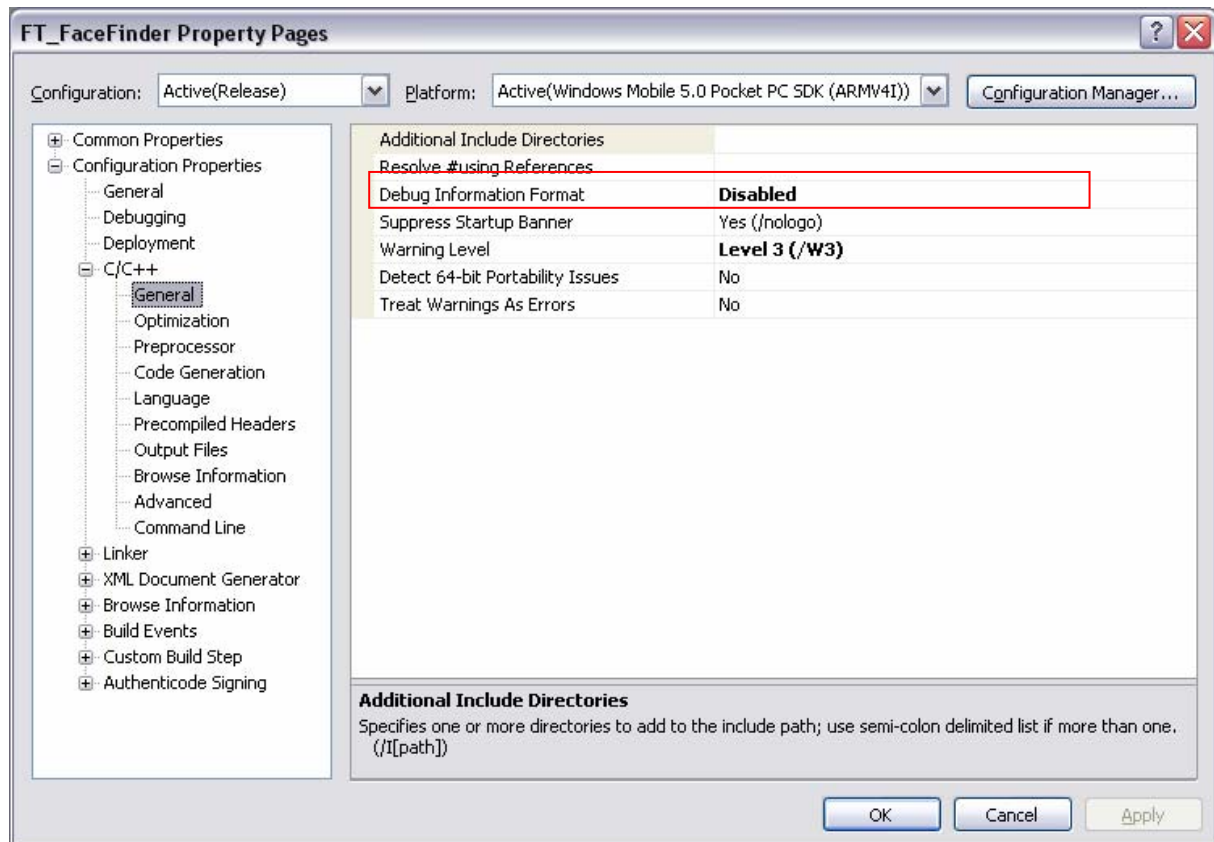 FT_FaceFinder Property Pages
Configuration: Active(Release) Platform: Active(Windows Mobile 5.0 Pocket PC SDK (ARMV4I)) Configuration Manager...
Common Properties
Configuration Properties
General
Debugging
Deployment
C/C++
General
Optimization
Preprocessor
Code Generation
Language
Precompiled Headers
Output Files
Browse Information
Advanced
Command Line
Linker
XML Document Generator
Browse Information
Build Events
Custom Build Step
Authenticode Signing
Additional Include Directories
Resolve #using References
Debug Information Format Disabled
Suppress Startup Banner Yes (/nologo)
Warning Level Level 3 (/W3)
Detect 64-bit Portability Issues No
Treat Warnings As Errors No
Additional Include Directories
Specifies one or more directories to add to the include path; use semi-colon delimited list if more than one.
(/I[path])
OK Cancel Apply